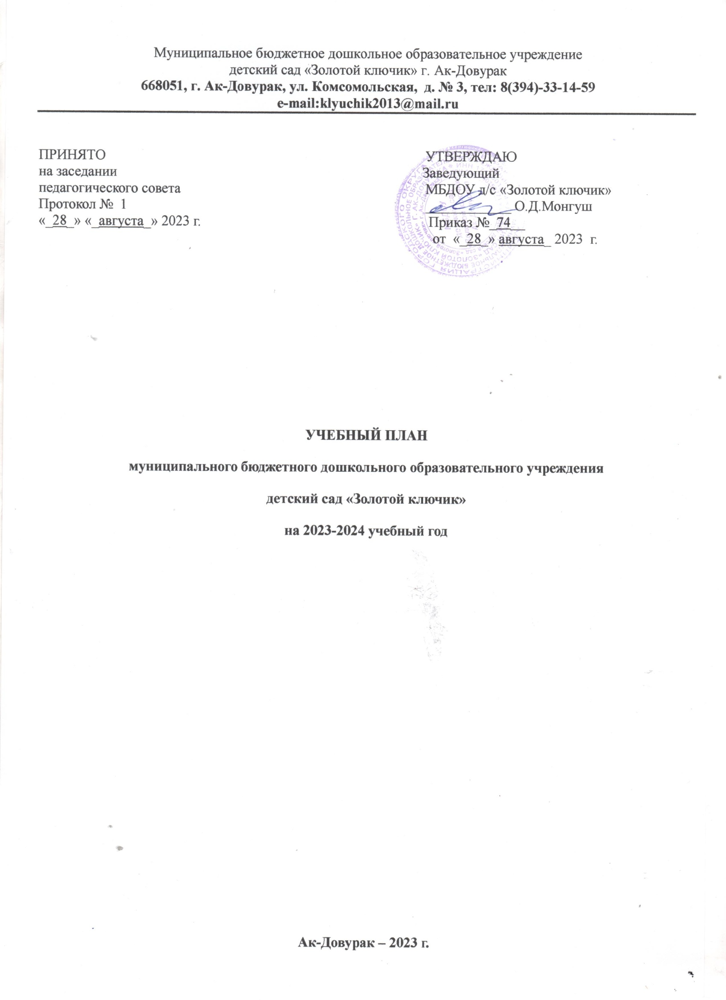 Муниципальное бюджетное дошкольное образовательное учреждение
детский сад «Золотой ключик» г. Ак-Довурак
668051, г. Ак-Довурак, ул. Комсомольская, д. № 3, тел: 8(394)-33-14-59
e-mail:klyuchik2013@mail.ru
ПРИНЯТО
на заседании
педагогического совета
Протокол № 1
«_28_» «_августа_» 2023 г.
УТВЕРЖДАЮ
Заведующий
МБДОУ д/с «Золотой ключик»
____________О.Д.Монгуш
Приказ №_74__
от «_28_» августа_ 2023 г.
УЧЕБНЫЙ ПЛАН
муниципального бюджетного дошкольного образовательного учреждения
детский сад «Золотой ключик»
на 2023-2024 учебный год
Ак-Довурак – 2023 г.